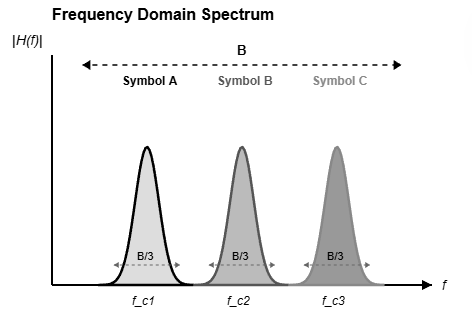 Frequency Domain Spectrum
|H(f)|
B
Symbol A Symbol B Symbol C
B/3 B/3 B/3
f
f_c1 f_c2 f_c3